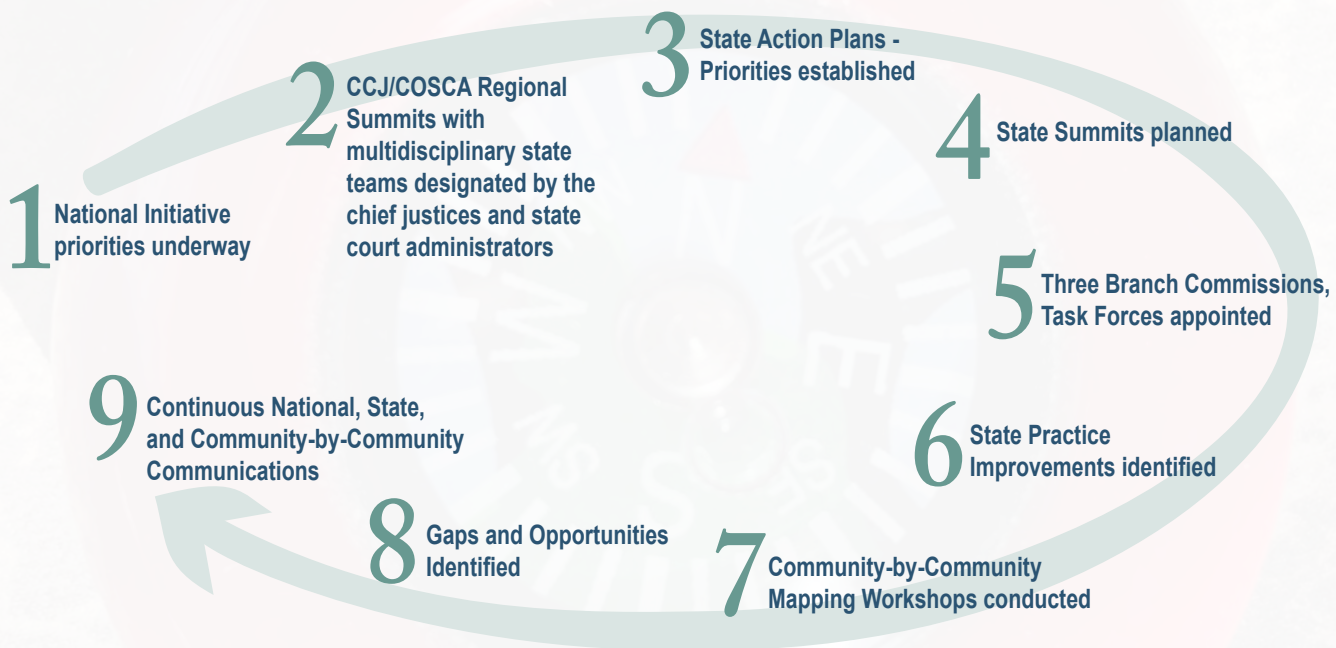 1
National Initiative
priorities underway
2
CCJ/COSCA Regional
Summits with
multidisciplinary state
teams designated by the
chief justices and state
court administrators
3
State Action Plans -
Priorities established
4
State Summits planned
5
Three Branch Commissions,
Task Forces appointed
6
State Practice
Improvements identified
7
Community-by-Community
Mapping Workshops conducted
8
Gaps and Opportunities
Identified
9
Continuous National, State,
and Community-by-Community
Communications
N
NE
E
SE
S
SW
W